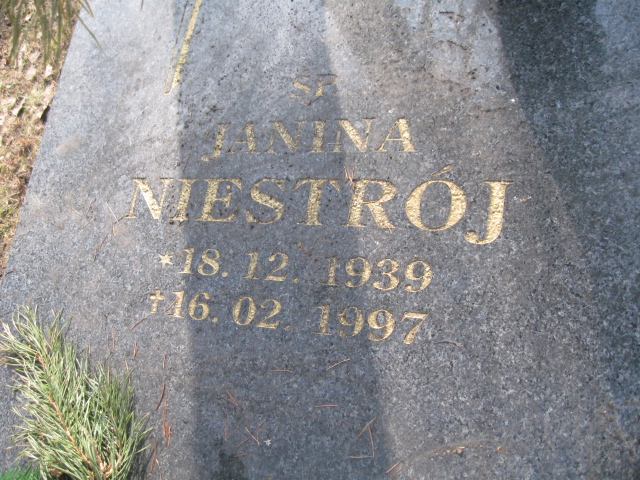 ŚP
JANINA
NIESTRÓJ
*18. 12. 1939
†16. 02. 1997